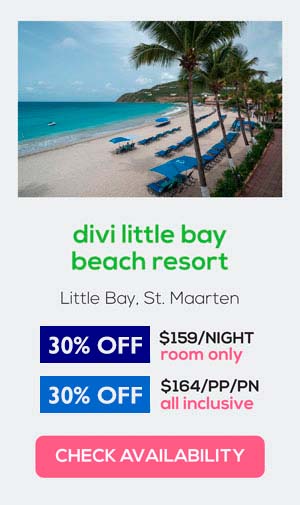 divi little bay
beach resort
Little Bay, St. Maarten
30% OFF
$159/NIGHT
room only
30% OFF
$164/PP/PN
all inclusive
CHECK AVAILABILITY